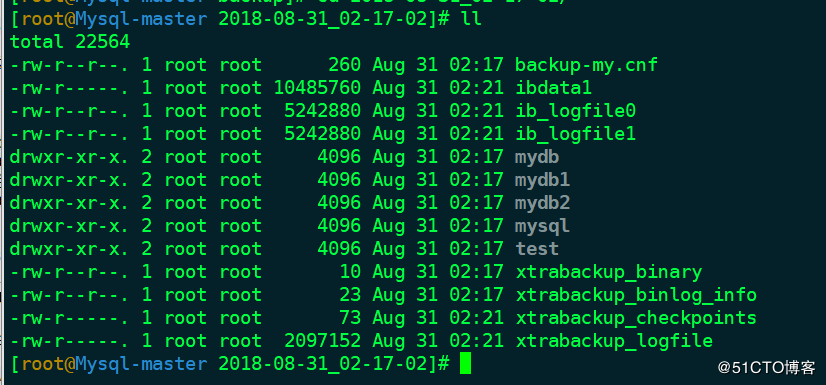 [root@Mysql-master 2018-08-31_02-17-02]# ll
total 22564
-rw-r--r--. 1 root root      260 Aug 31 02:17 backup-my.cnf
-rw-r-----. 1 root root 10485760 Aug 31 02:21 ibdata1
-rw-r--r--. 1 root root  5242880 Aug 31 02:21 ib_logfile0
-rw-r--r--. 1 root root  5242880 Aug 31 02:21 ib_logfile1
drwxr-xr-x. 2 root root     4096 Aug 31 02:17 mydb
drwxr-xr-x. 2 root root     4096 Aug 31 02:17 mydb1
drwxr-xr-x. 2 root root     4096 Aug 31 02:17 mydb2
drwxr-xr-x. 2 root root     4096 Aug 31 02:17 mysql
drwxr-xr-x. 2 root root     4096 Aug 31 02:17 test
-rw-r--r--. 1 root root       10 Aug 31 02:17 xtrabackup_binary
-rw-r--r--. 1 root root       23 Aug 31 02:17 xtrabackup_binlog_info
-rw-r-----. 1 root root       73 Aug 31 02:21 xtrabackup_checkpoints
-rw-r-----. 1 root root  2097152 Aug 31 02:21 xtrabackup_logfile
[root@Mysql-master 2018-08-31_02-17-02]#
@51CTO博客